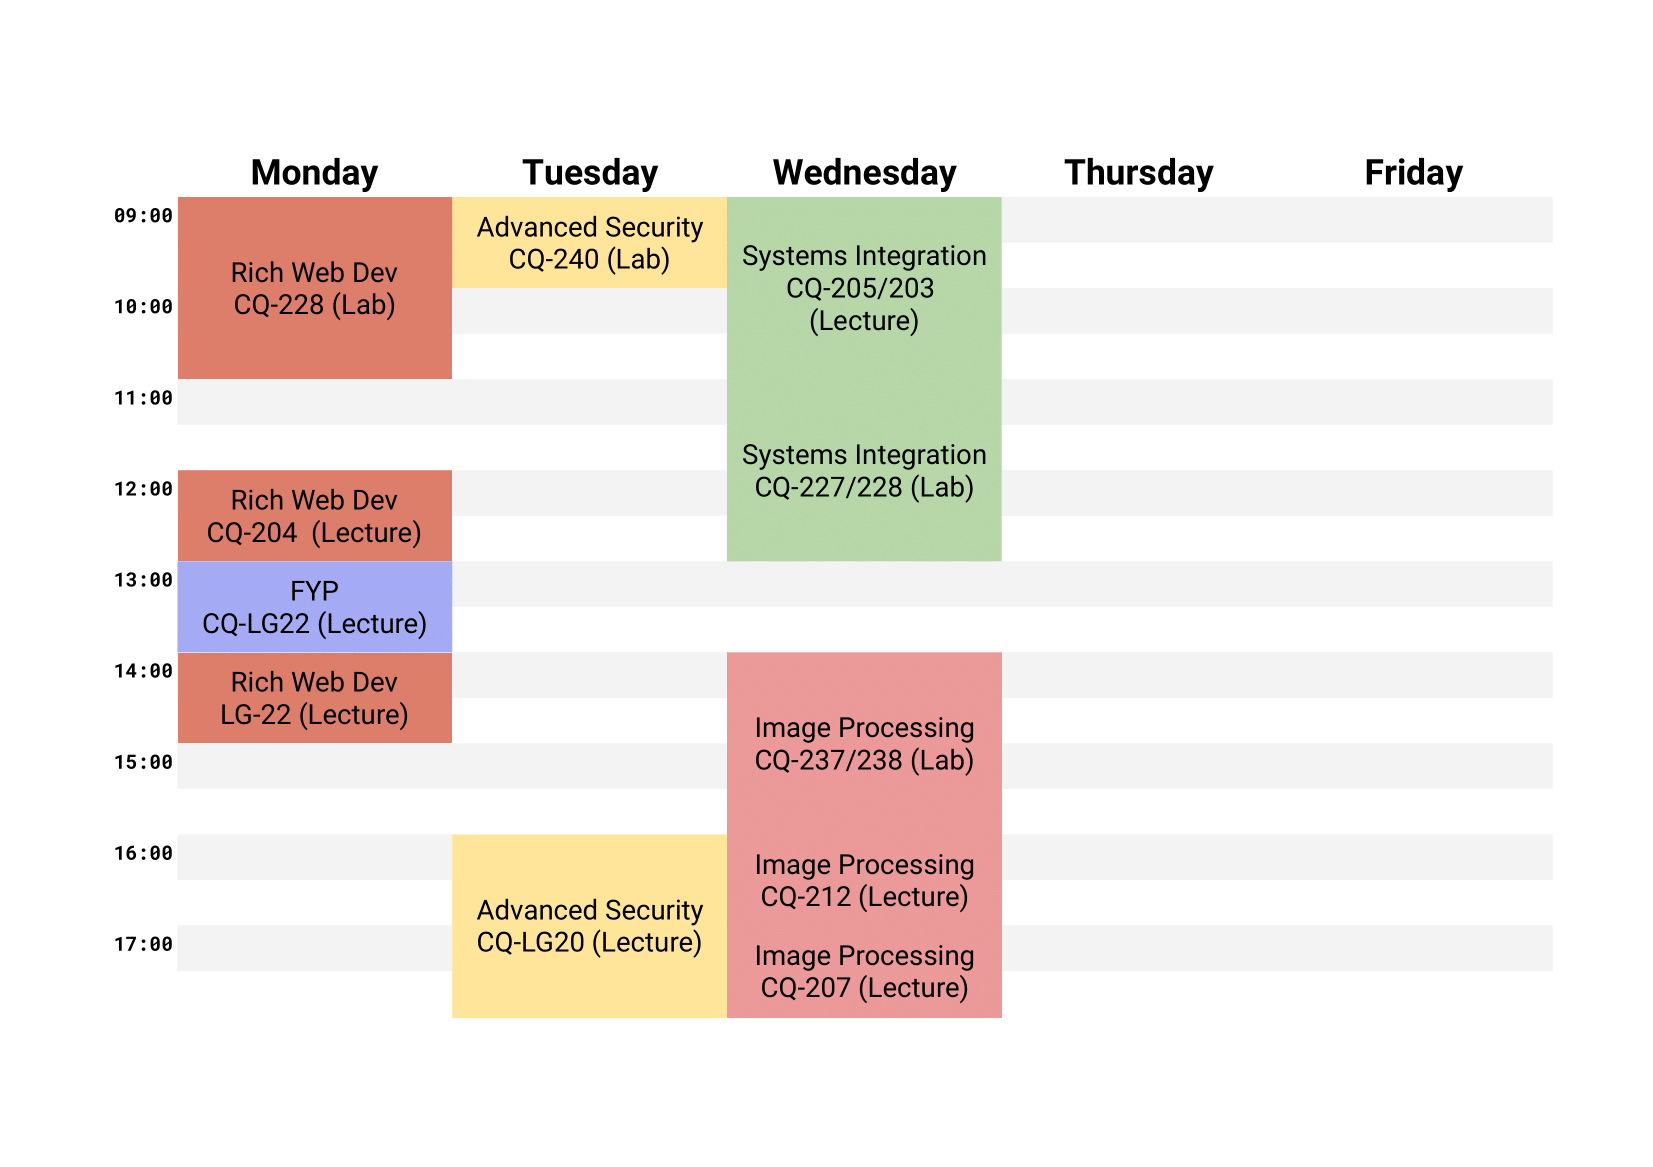 Monday Tuesday Wednesday Thursday Friday
09:00
Rich Web Dev
CQ-228 (Lab)
Advanced Security
CQ-240 (Lab)
Systems Integration
CQ-205/203
(Lecture)
10:00
11:00
Systems Integration
CQ-227/228 (Lab)
12:00
Rich Web Dev
CQ-204  (Lecture)
13:00
FYP
CQ-LG22 (Lecture)
14:00
Rich Web Dev
LG-22 (Lecture)
Image Processing
CQ-237/238 (Lab)
15:00
16:00
Advanced Security
CQ-LG20 (Lecture)
Image Processing
CQ-212 (Lecture)
17:00
Image Processing
CQ-207 (Lecture)